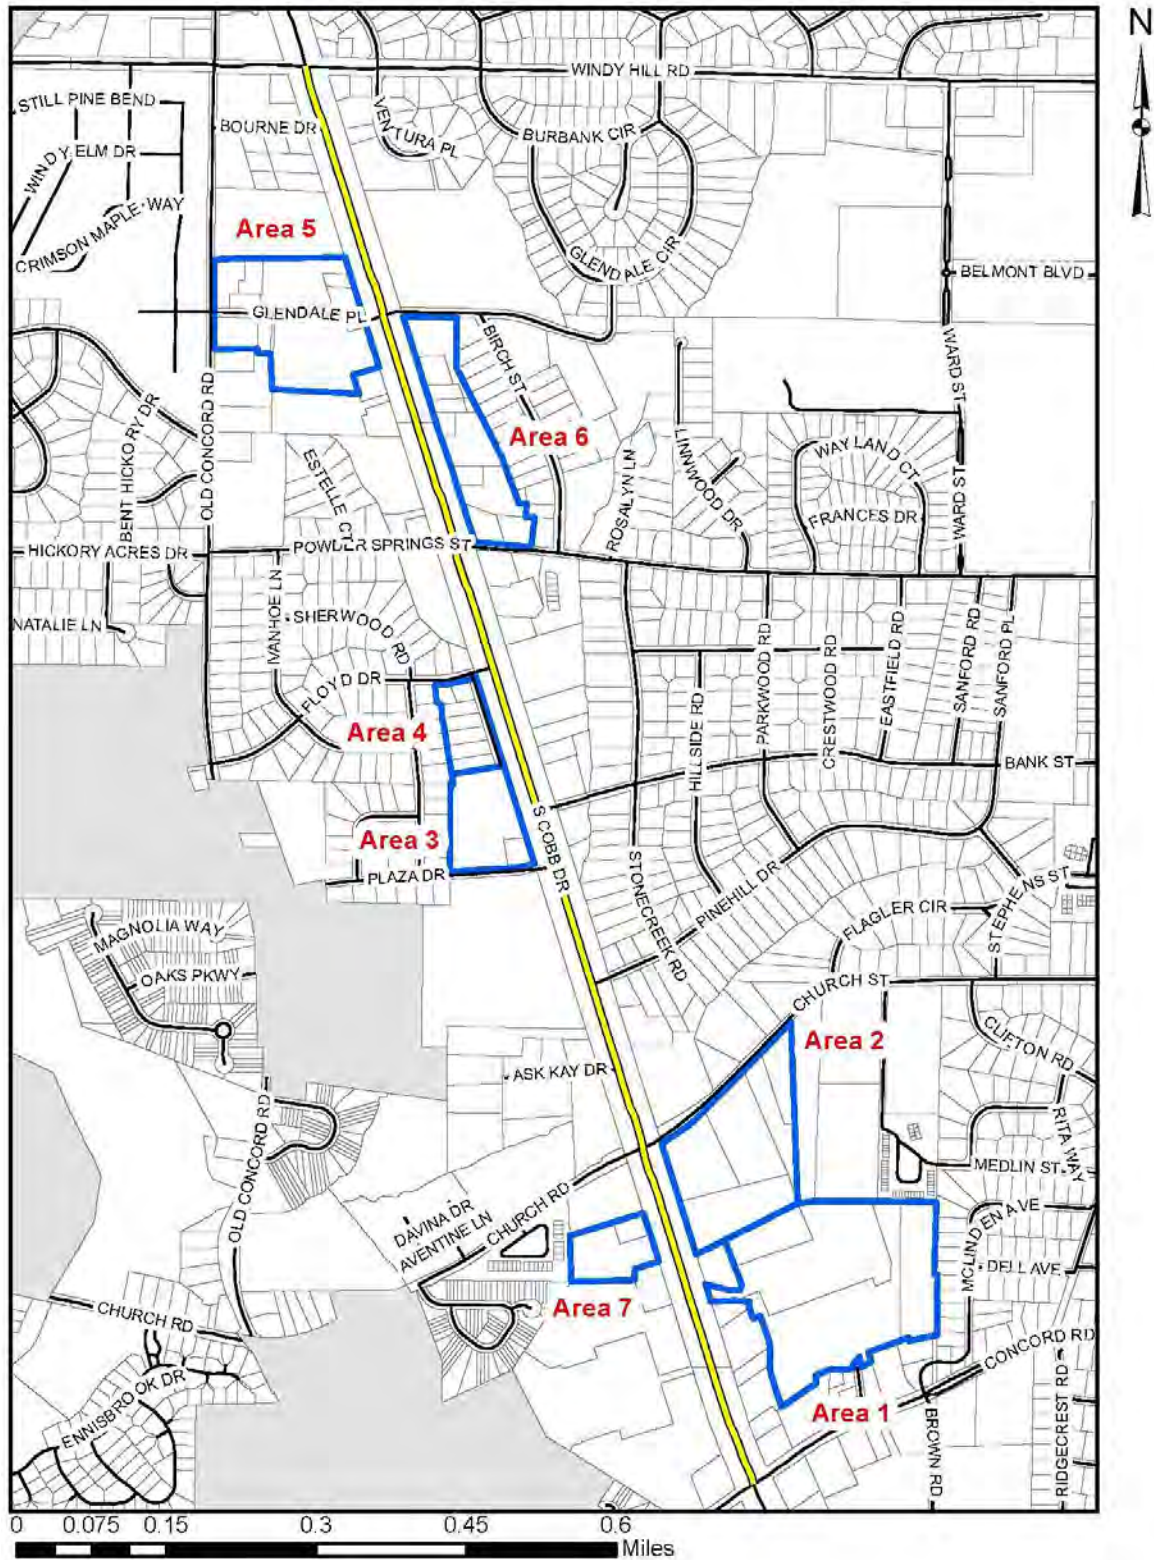 N
WINDY HILL RD
STILL PINE BEND
BOURNE DR
VENTURA PL
BURBANK CIR
WINDY ELM DR
CRIMSON MAPLE WAY
Area 5
GLENDALE CIR
BELMONT BLVD
GLENDALE PL
BIRCH ST
WARD ST
OLD CONCORD RD
BENT HICKORY DR
Area 6
ESTELLE CT
ROSALYN LN
LINNWOOD DR
WAYLAND CT
FRANCES DR
WARD ST
HICKORY ACRES DR
POWDER SPRINGS ST
NATALIE LN
IVANHOE LN
SHERWOOD RD
FLOYD DR
HILLSIDE RD
PARKWOOD RD
CRESTWOOD RD
EASTFIELD RD
SANFORD RD
SANFORD PL
Area 4
BANK ST
S COBB DR
Area 3
PLAZA DR
STONECREEK RD
PINEHILL DR
FLAGLER CIR
STEPHENS ST
MAGNOLIA WAY
OAKS PKWY
CHURCH ST
CLIFTON RD
Area 2
ASK KAY DR
RITA WAY
OLD CONCORD RD
MEDLIN ST
DAVINA DR
AVENTINE LN
CHURCH RD
MCLINDEN AVE
DELL AVE
Area 7
CHURCH RD
CONCORD RD
ENNISBROOK DR
Area 1
BROWN RD
RIDGECREST RD
0 0.075 0.15 0.3 0.45 0.6
Miles